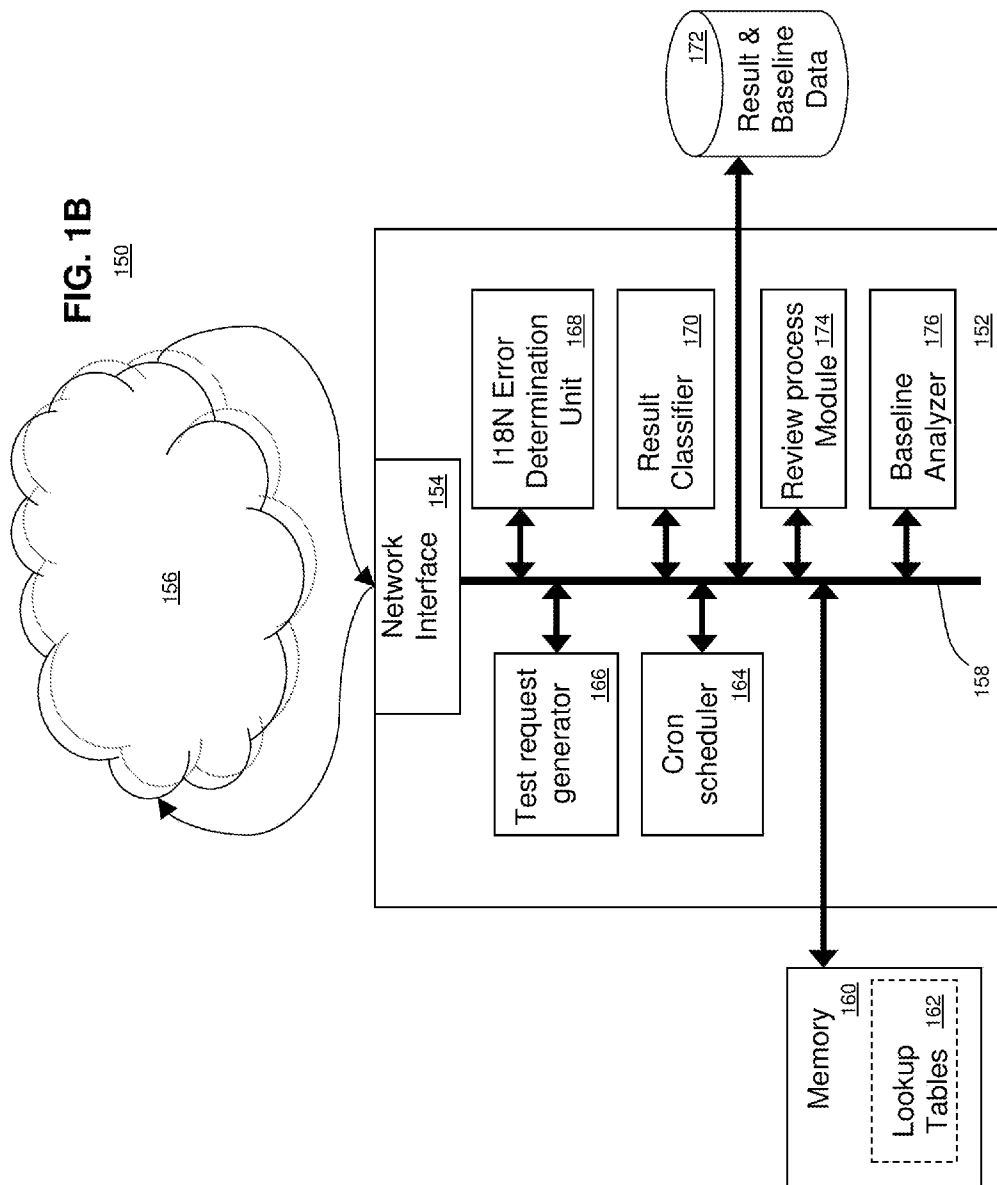 FIG. 1B
150
156
Network
Interface
154
I18N Error
Determination
Unit
168
Test request
generator
166
Result
Classifier
170
Cron
scheduler
164
172
Result &
Baseline
Data
Review process
Module
174
Baseline
Analyzer
176
152
158
Memory
160
Lookup
Tables
162